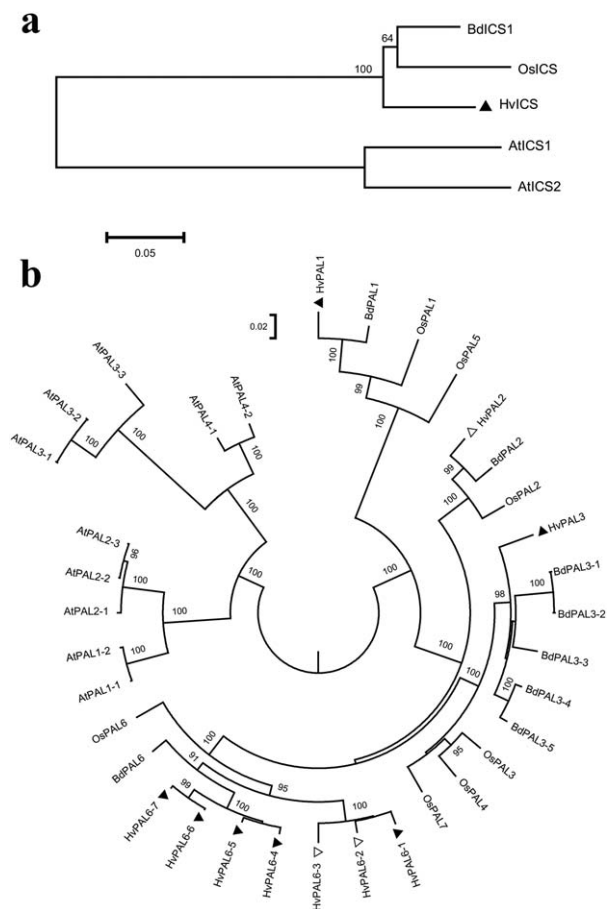 a
64
BdICS1
100
OsICS
▲ HvICS
AtICS1
AtICS2
0.05
b
0.02
▲ HvPAL1
BdPAL1
OsPAL1
OsPAL5
100
99
100
△ HvPAL2
BdPAL2
OsPAL2
99
100
▲ HvPAL3
BdPAL3-1
BdPAL3-2
BdPAL3-3
BdPAL3-4
BdPAL3-5
98
100
100
100
100
100
OsPAL3
OsPAL4
OsPAL7
95
▲ HvPAL6-1
△ HvPAL6-2
△ HvPAL6-3
100
▲ HvPAL6-4
▲ HvPAL6-5
▲ HvPAL6-6
▲ HvPAL6-7
99
100
91
95
100
BdPAL6
OsPAL6
AtPAL1-1
AtPAL1-2
100
AtPAL2-1
AtPAL2-2
AtPAL2-3
96
100
100
100
AtPAL3-1
AtPAL3-2
AtPAL3-3
100
100
AtPAL4-1
AtPAL4-2
100
100